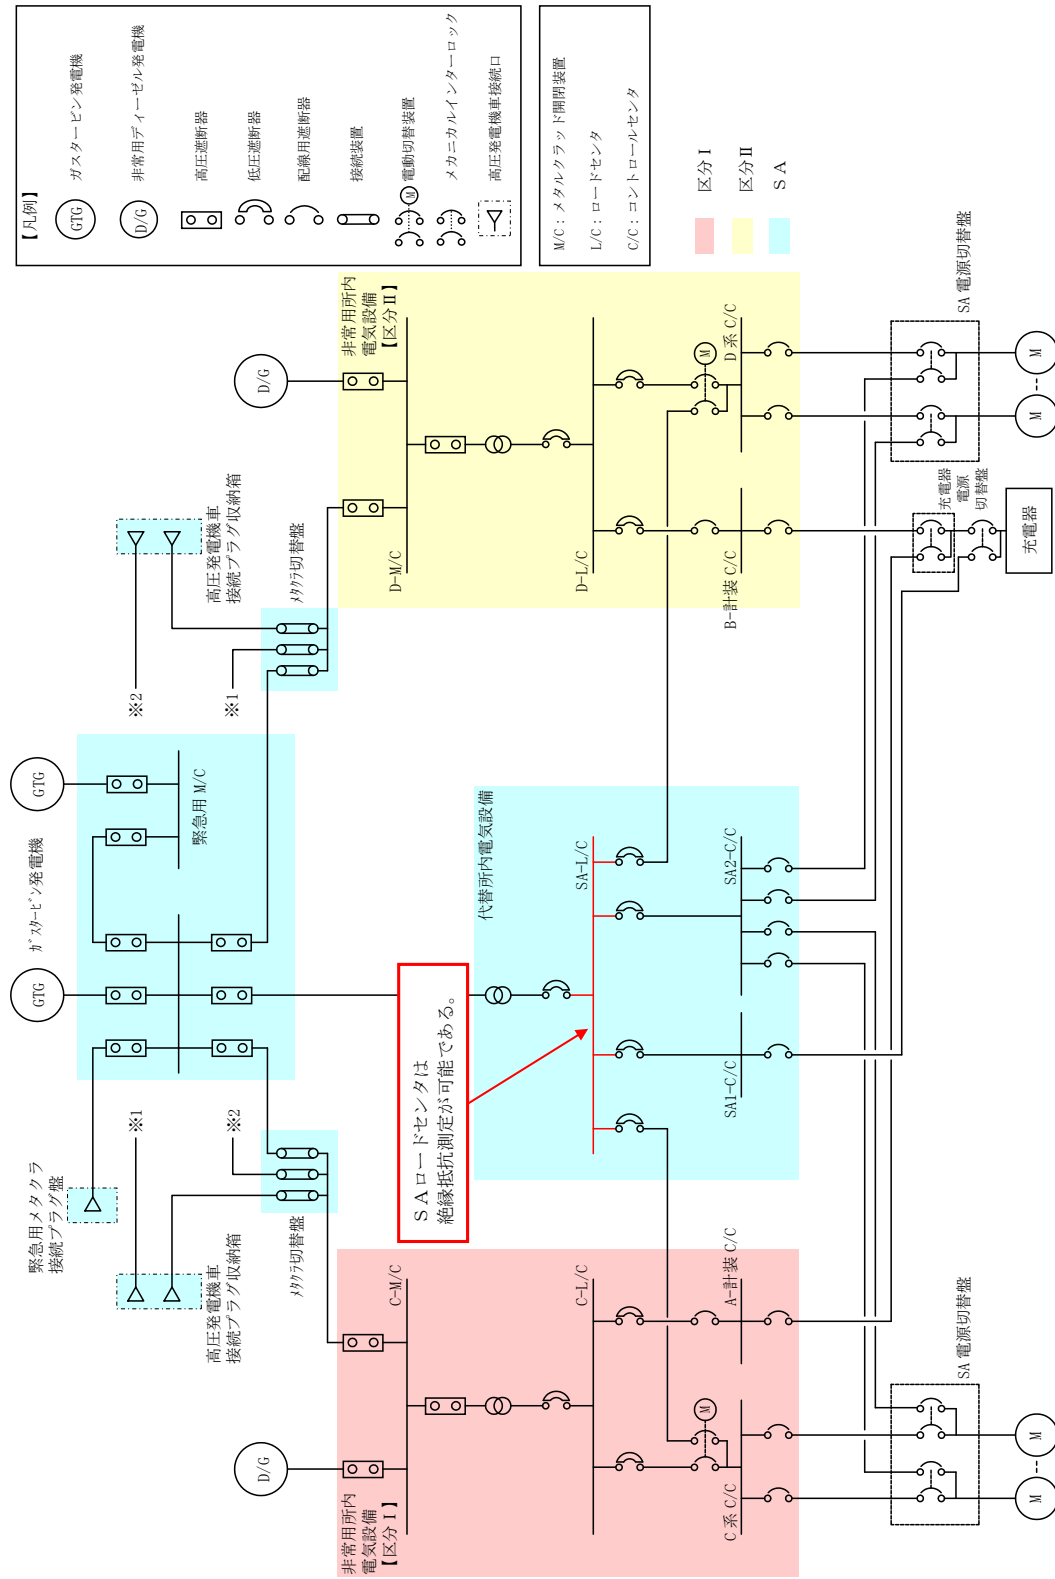 【凡例】
GTG
ガスタービン発電機
D/G
非常用ディーゼル発電機
高圧遮断器
低圧遮断器
配線用遮断器
接続装置
M
電動切替装置
メカニカルインターロック
高圧発電機車接続口
M/C：メタルクラッド開閉装置
L/C：ロードセンタ
C/C：コントロールセンタ
区分Ⅰ
区分Ⅱ
ＳＡ
緊急用メタクラ
接続プラグ盤
GTG
ｶﾞｽﾀｰﾋﾞﾝ発電機
GTG
緊急用M/C
高圧発電機車
接続プラグ収納箱
※1
※2
ﾒﾀｸﾗ切替盤
高圧発電機車
接続プラグ収納箱
※2
※1
ﾒﾀｸﾗ切替盤
D/G
非常用所内
電気設備
【区分Ⅰ】
C-M/C
C-L/C
M
C系C/C
A-計装C/C
ＳＡロードセンタは
絶縁抵抗測定が可能である。
代替所内電気設備
SA-L/C
SA1-C/C
SA2-C/C
D/G
非常用所内
電気設備
【区分Ⅱ】
D-M/C
D-L/C
M
B-計装C/C
D系C/C
SA電源切替盤
M
M
充電器
電源
切替盤
充電器
SA電源切替盤
M
M